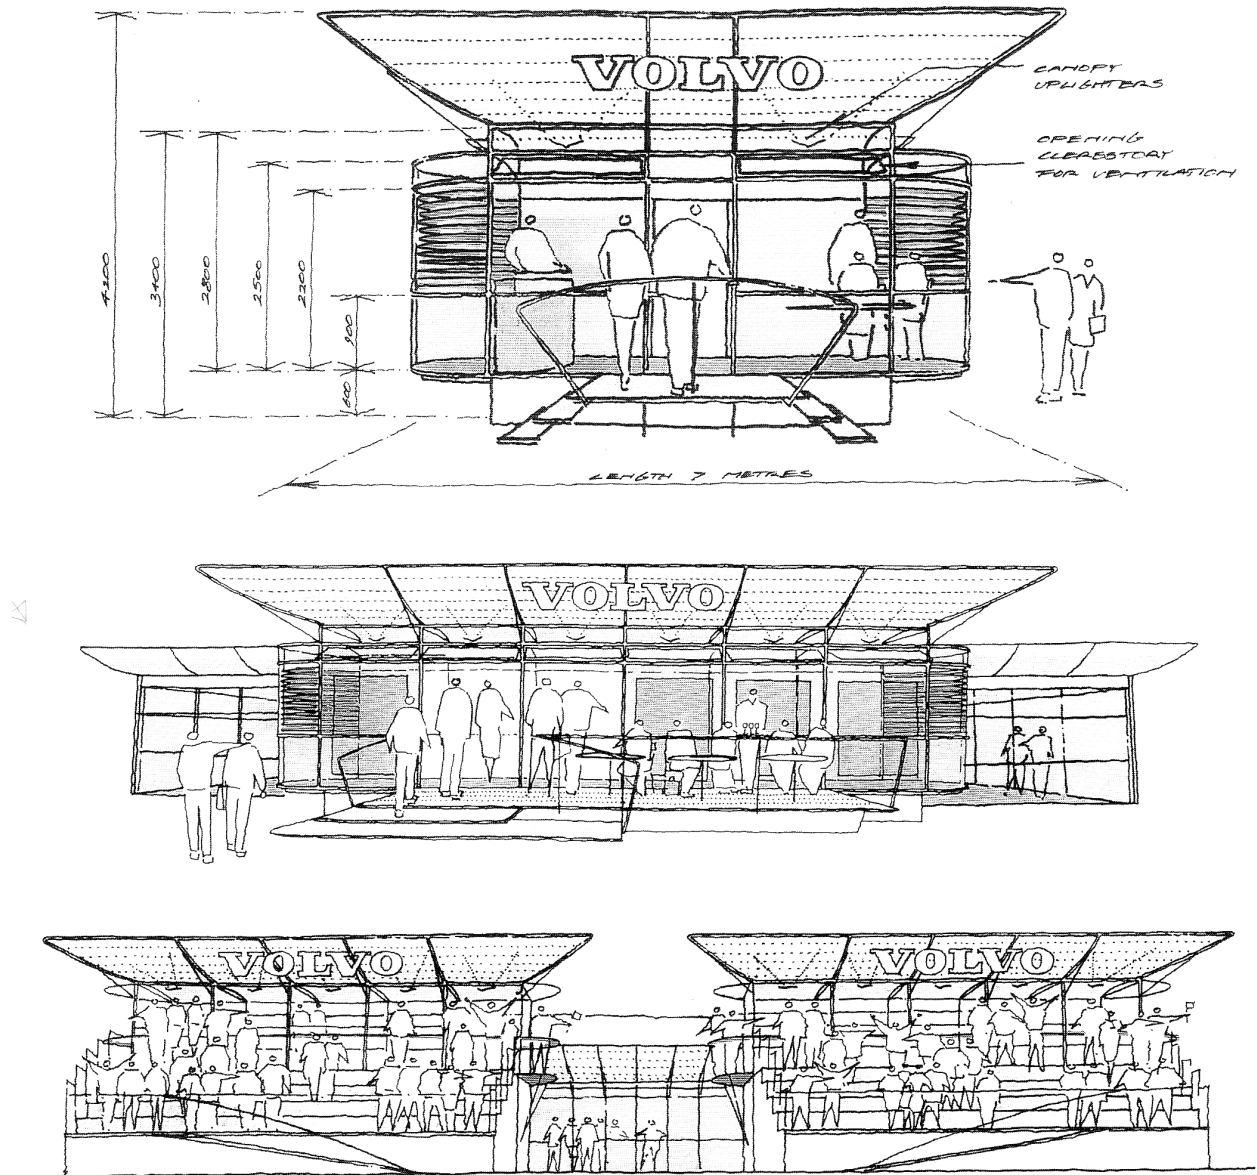 VOLVO
CANOPY
UPLIGHTERS
OPENING
CLERESTORY
FOR VENTILATION
4200
3400
2800
2500
2200
900
600
LENGTH 7 METRES
VOLVO
VOLVO
VOLVO